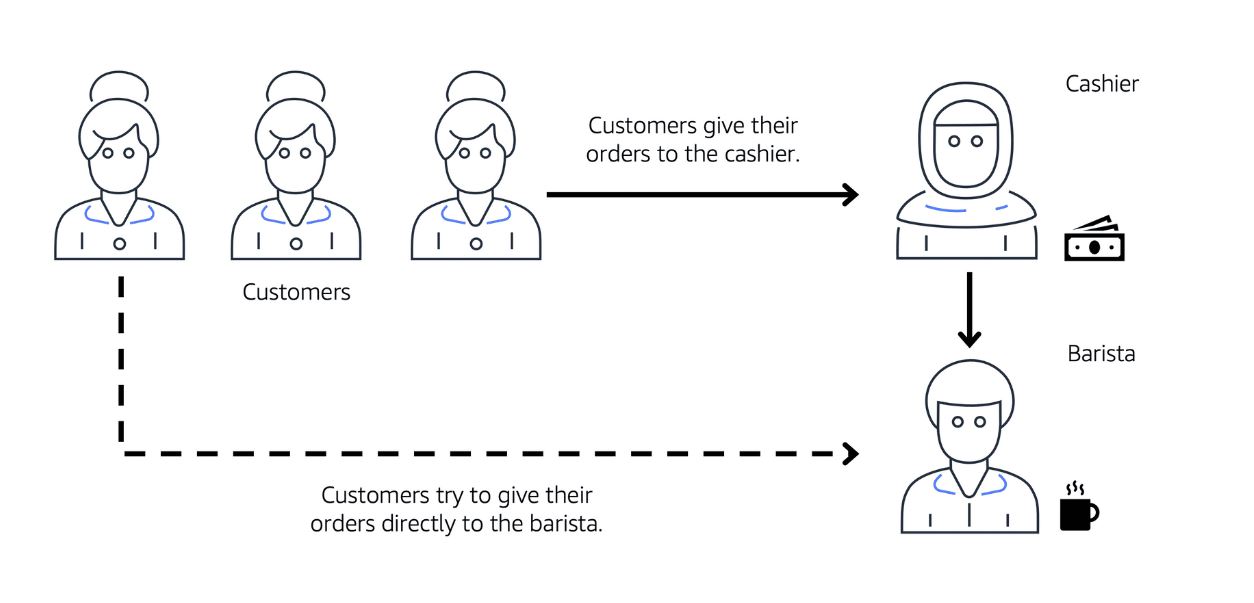 Cashier
Customers give their
orders to the cashier.
Customers
Barista
Customers try to give their
orders directly to the barista.